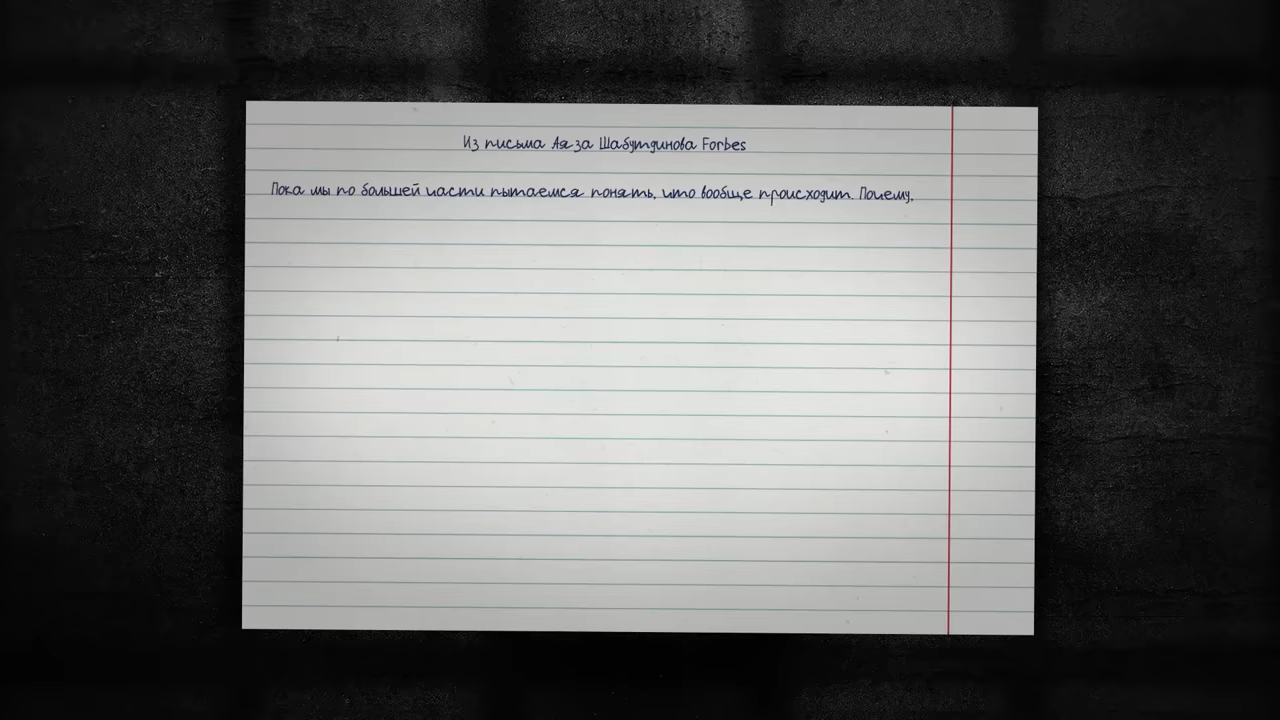 Из письма Аяза Шабутдинова Forbes
Пока мы по большей части пытаемся понять, что вообще происходит. Почему,